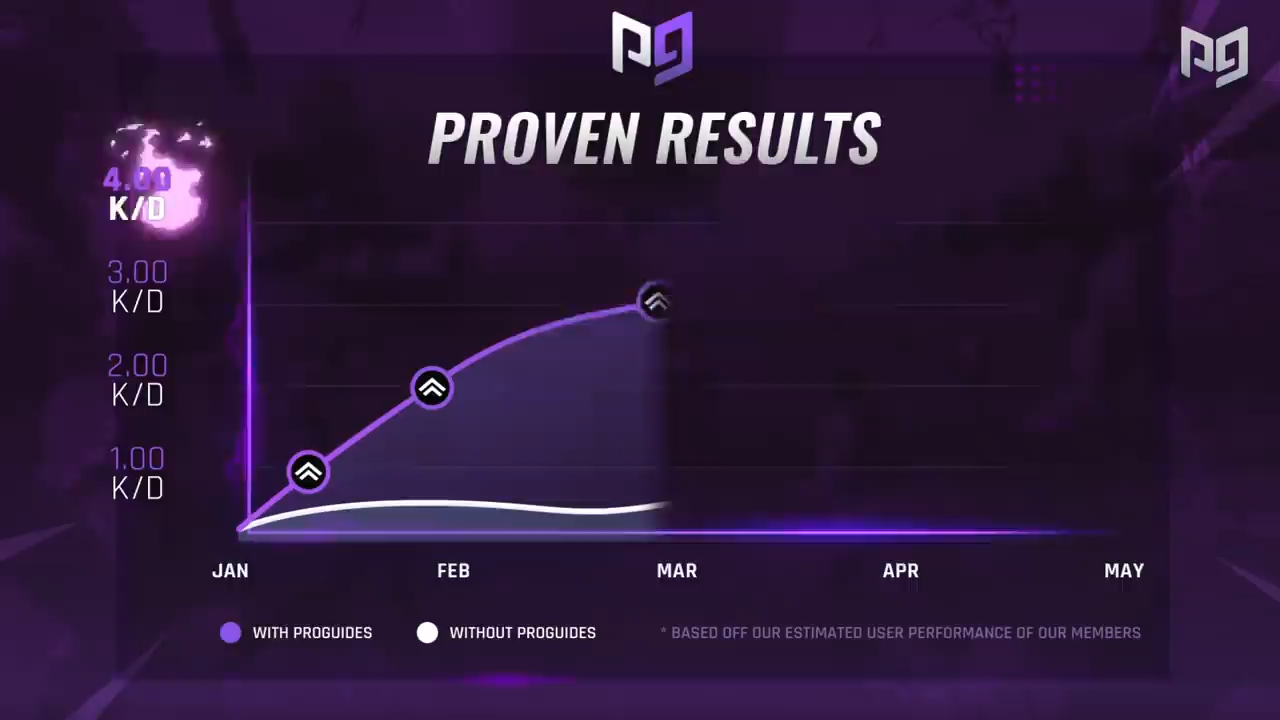 PG
PG
PROVEN RESULTS
4.00
K/D
3.00
K/D
2.00
K/D
1.00
K/D
JAN FEB MAR APR MAY
WITH PROGUIDES WITHOUT PROGUIDES * BASED OFF OUR ESTIMATED USER PERFORMANCE OF OUR MEMBERS